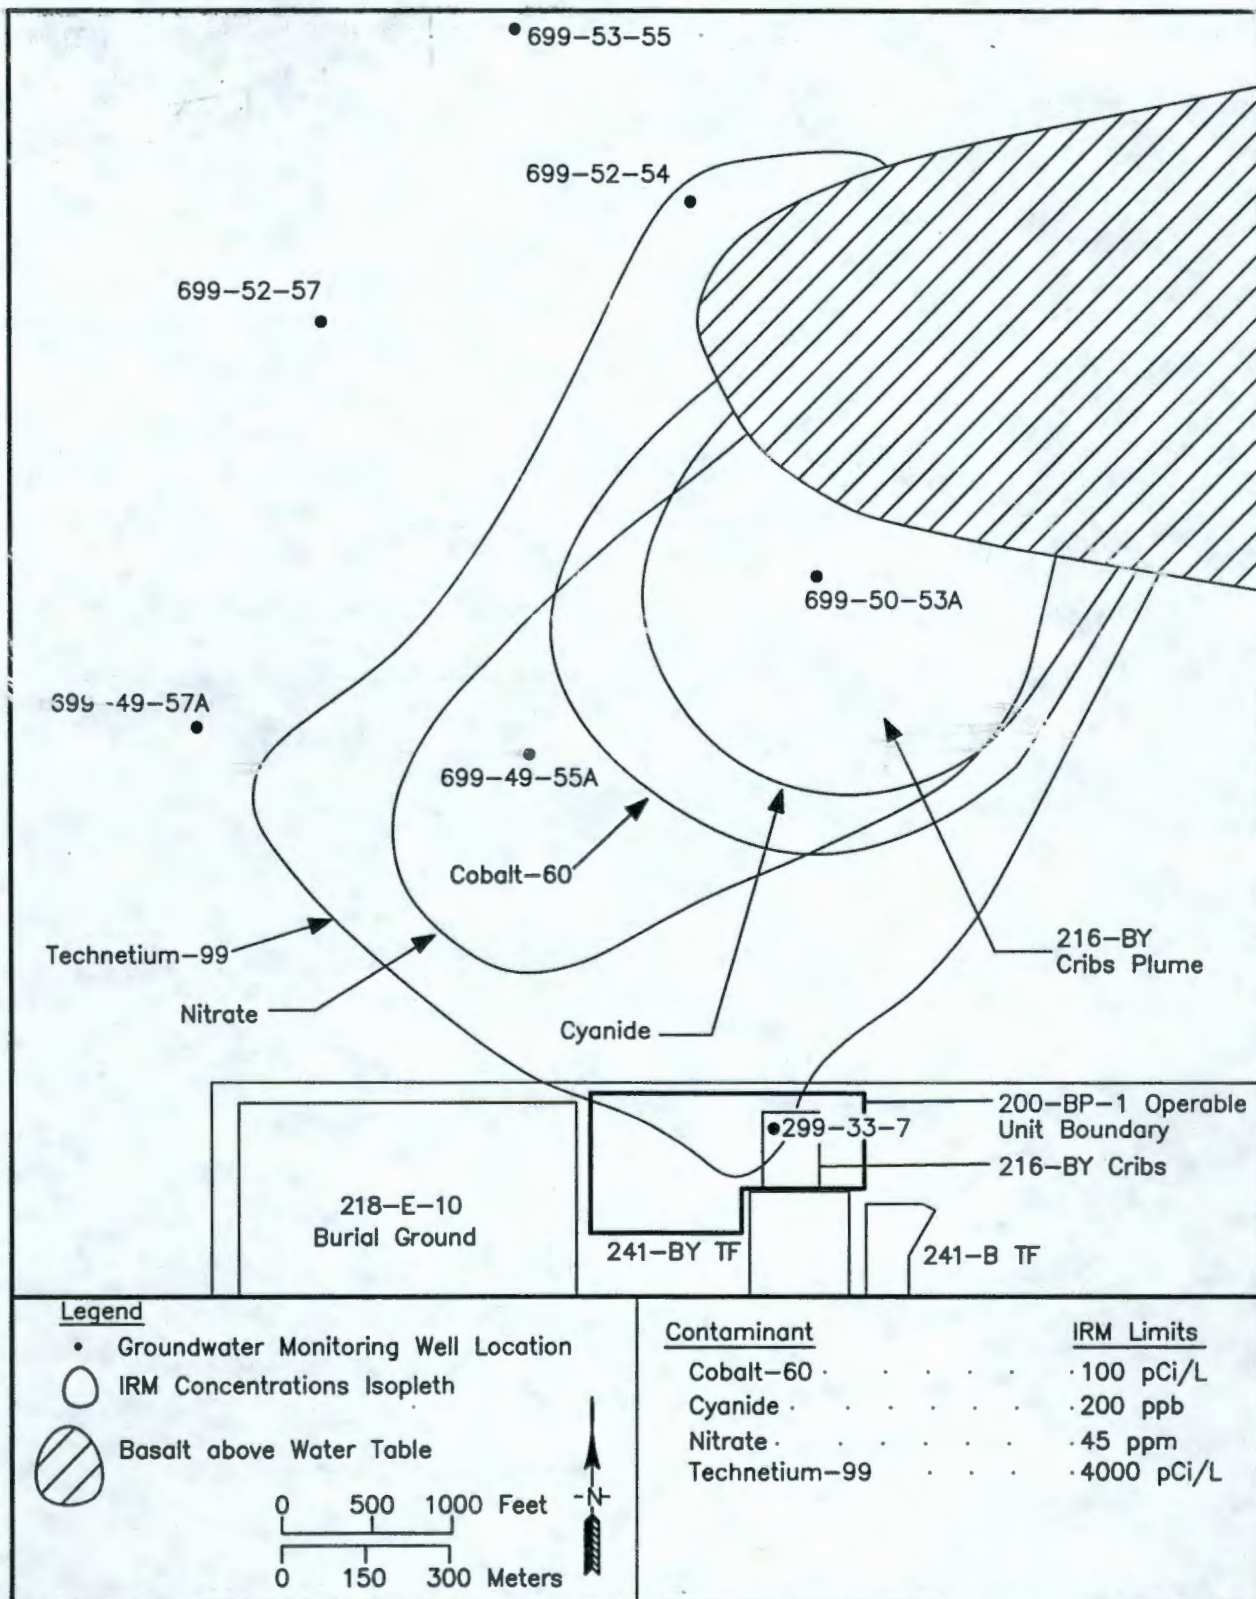 699-53-55
699-52-54
699-52-57
699-50-53A
399-49-57A
699-49-55A
Cobalt-60
Technetium-99
216-BY
Cribs Plume
Nitrate
Cyanide
200-BP-1 Operable
Unit Boundary
299-33-7
216-BY Cribs
218-E-10
Burial Ground
241-BY TF
241-B TF
Legend
Groundwater Monitoring Well Location
IRM Concentrations Isopleth
Basalt above Water Table
0 500 1000 Feet
0 150 300 Meters
N
Contaminant IRM Limits
Cobalt-60 . . . . . 100 pCi/L
Cyanide . . . . . . 200 ppb
Nitrate . . . . . . 45 ppm
Technetium-99 . . . . 4000 pCi/L